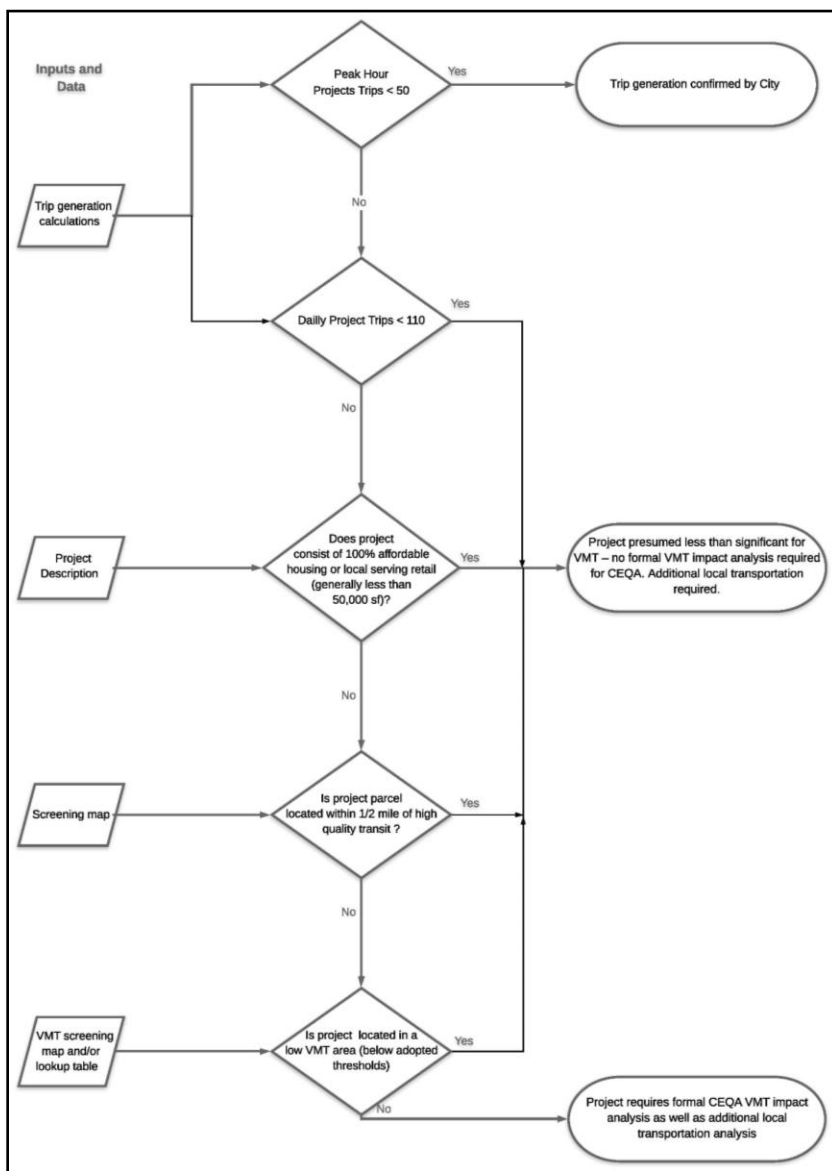 Inputs and
Data
Peak Hour
Projects Trips < 50
Yes
Trip generation confirmed by City
Trip generation
calculations
No
Dailly Project Trips < 110
Yes
No
Project
Description
Does project
consist of 100% affordable
housing or local serving retail
(generally less than
50,000 sf)?
Yes
Project presumed less than significant for
VMT – no formal VMT impact analysis required
for CEQA. Additional local transportation
required.
No
Screening map
Is project parcel
located within 1/2 mile of high
quality transit ?
Yes
No
VMT screening
map and/or
lookup table
Is project located in a
low VMT area (below adopted
thresholds)
Yes
No
Project requires formal CEQA VMT impact
analysis as well as additional local
transportation analysis